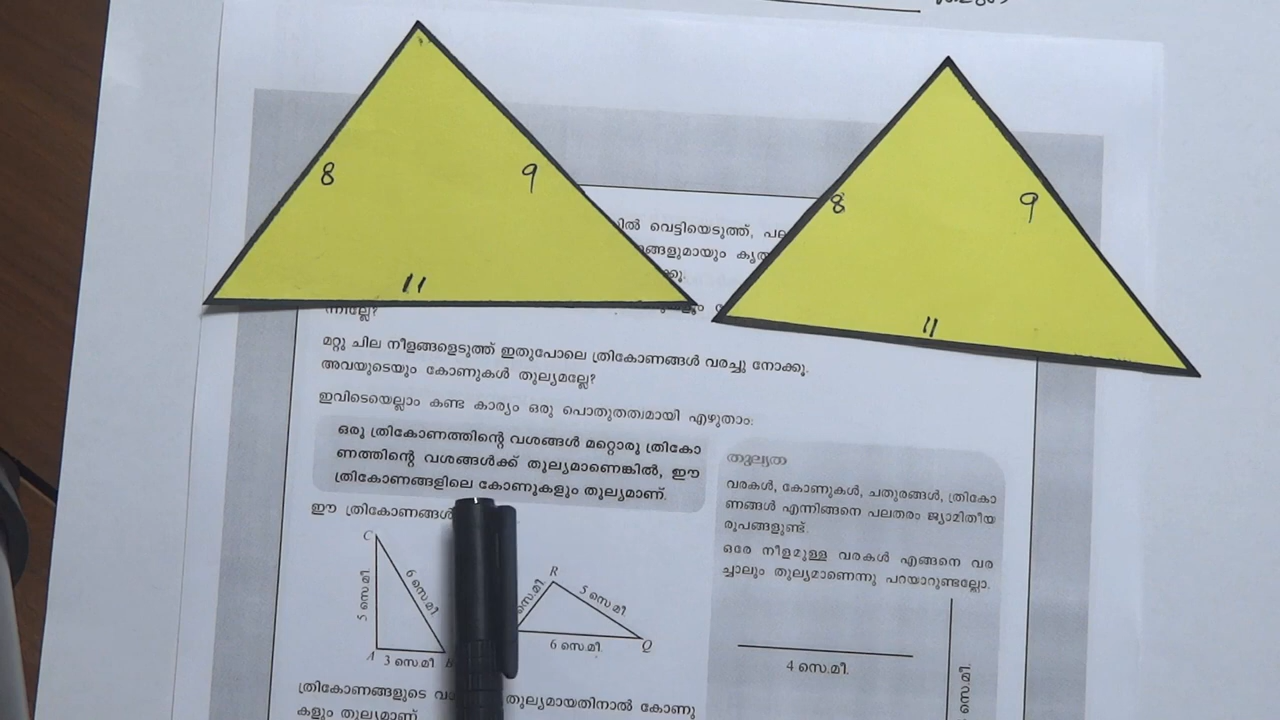 8
9
11
8
9
11
വെട്ടിയെടുത്ത്, പല
ങ്ങളുമായും
ക്കൂ.
ന്നില്ലേ?
മറ്റു ചില നീളങ്ങളെടുത്ത് ഇതുപോലെ ത്രികോണങ്ങൾ വരച്ചു നോക്കൂ.
അവയുടെയും കോണുകൾ തുല്യമല്ലേ?
ഇവിടെയെല്ലാം കണ്ട കാര്യം ഒരു പൊതുതത്വമായി എഴുതാം:
ഒരു ത്രികോണത്തിന്റെ വശങ്ങൾ മറ്റൊരു ത്രികോ
ണത്തിന്റെ വശങ്ങൾക്ക് തുല്യമാണെങ്കിൽ, ഈ
ത്രികോണങ്ങളിലെ കോണുകളും തുല്യമാണ്.
ഈ ത്രികോണങ്ങൾ
C
5 സെ.മീ.
6 സെ.മീ.
A
3 സെ.മീ
R
സെ.മീ.
5 സെ.മീ
6 സെ.മീ.
Q
ത്രികോണങ്ങളുടെ
തുല്യമായതിനാൽ കോണു
കളും തുല്യമാണ്.
തുല്യത
വരകൾ, കോണുകൾ, ചതുരങ്ങൾ, ത്രികോ
ണങ്ങൾ എന്നിങ്ങനെ പലതരം ജ്യാമിതീയ
രൂപങ്ങളുണ്ട്.
ഒരേ നീളമുള്ള വരകൾ എങ്ങനെ വര
ച്ചാലും തുല്യമാണെന്നു പറയാറുണ്ടല്ലോ.
4 സെ.മീ.
സെ.മീ.